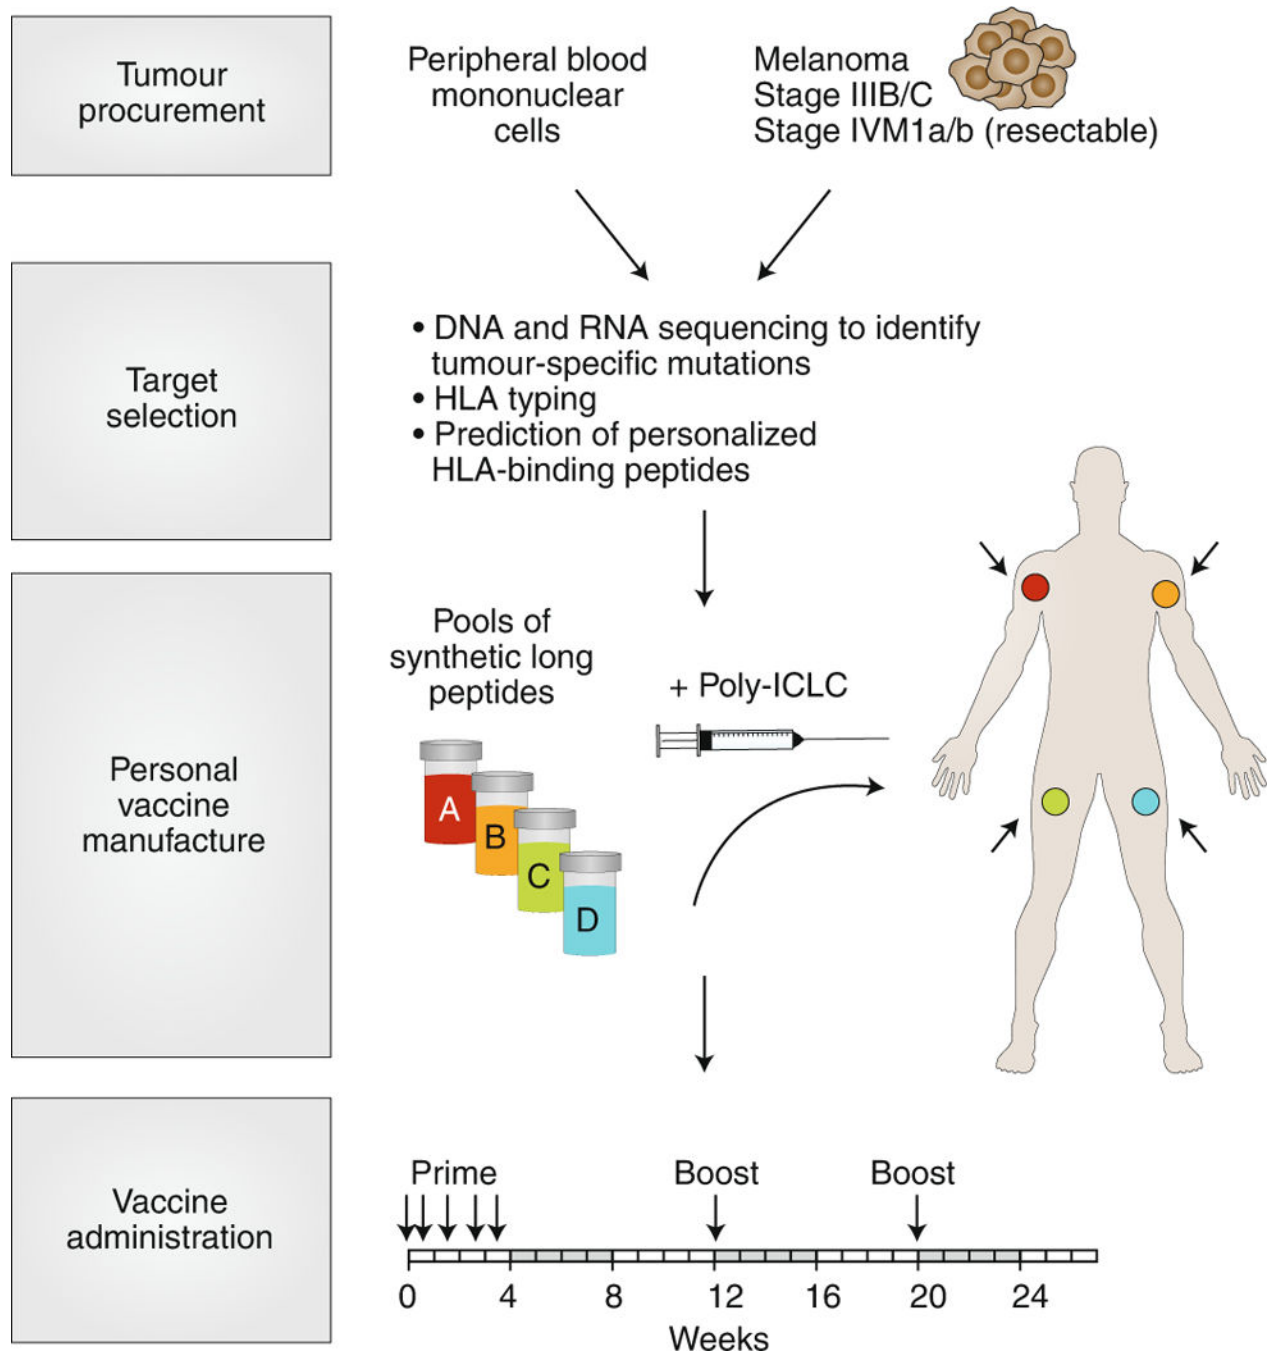 Tumour
procurement
Peripheral blood
mononuclear
cells
Melanoma
Stage IIIB/C
Stage IVM1a/b (resectable)
Target
selection
• DNA and RNA sequencing to identify
tumour-specific mutations
• HLA typing
• Prediction of personalized
HLA-binding peptides
Personal
vaccine
manufacture
Pools of
synthetic long
peptides
+ Poly-ICLC
A
B
C
D
Vaccine
administration
Prime
Boost
Boost
0 4 8 12 16 20 24
Weeks